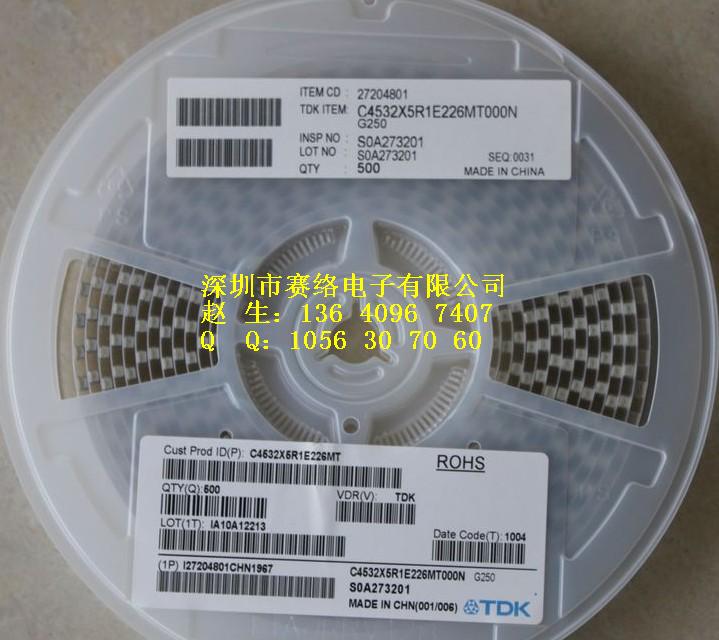 ITEM CD : 27204801
TDK ITEM: C4532X5R1E226MT000N
G250
INSP NO : S0A273201
LOT NO : S0A273201
QTY : 500
SEQ:0031
MADE IN CHINA
深圳市赛络电子有限公司
赵 生: 136 4096 7407
Q Q: 1056 30 70 60
Cust Prod ID(P): C4532X5R1E226MT
ROHS
QTY(Q):500
VDR(V): TDK
LOT(1T): IA10A12213
Date Code(T): 1004
(1P) I27204801CHN1967
C4532X5R1E226MT000N G250
S0A273201
MADE IN CHN(001/006) TDK